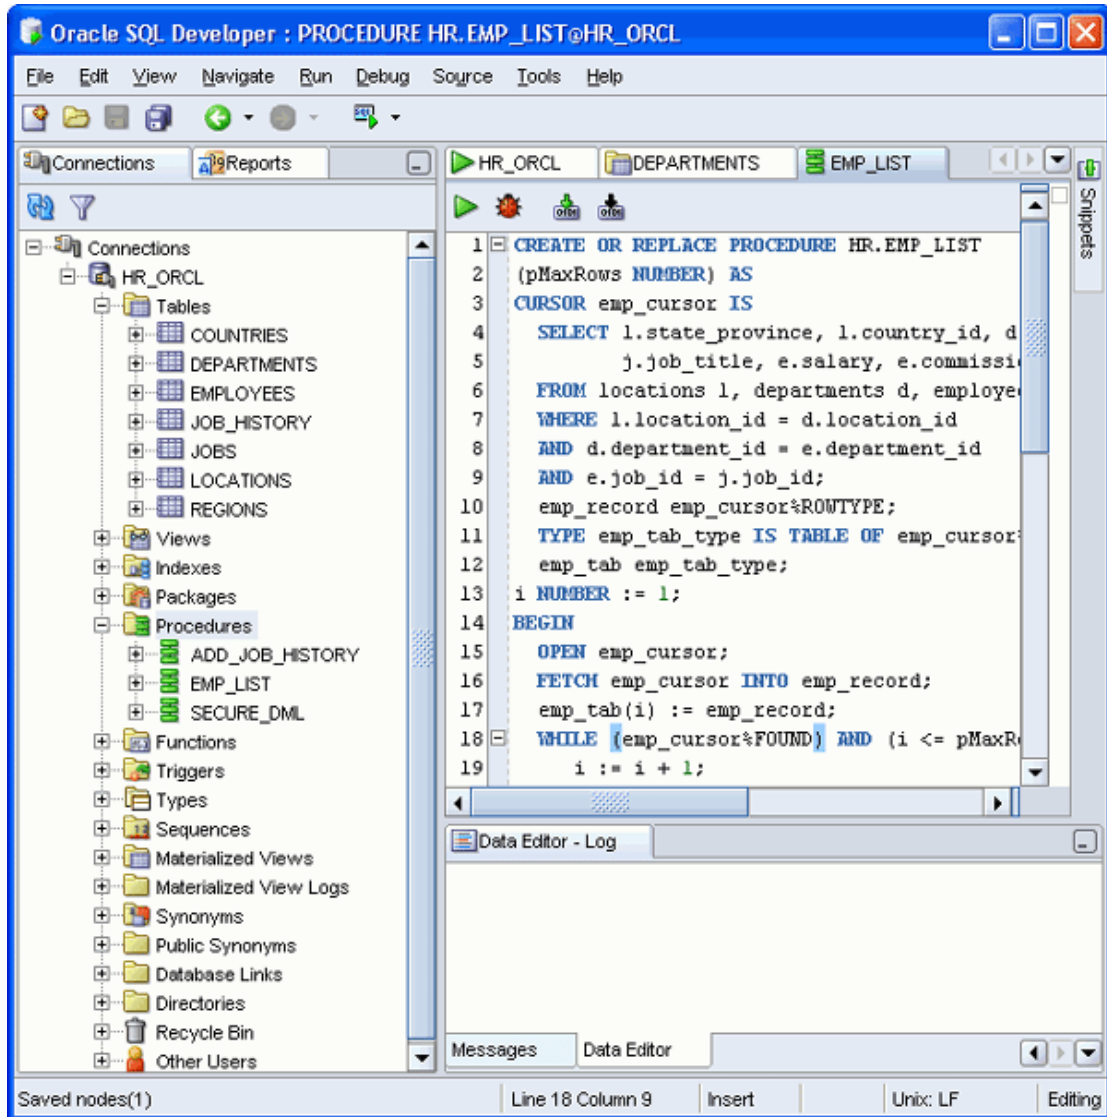 Oracle SQL Developer : PROCEDURE HR.EMP_LIST@HR_ORCL
File Edit View Navigate Run Debug Source Tools Help
Connections
Reports
Connections
HR_ORCL
Tables
COUNTRIES
DEPARTMENTS
EMPLOYEES
JOB_HISTORY
JOBS
LOCATIONS
REGIONS
Views
Indexes
Packages
Procedures
ADD_JOB_HISTORY
EMP_LIST
SECURE_DML
Functions
Triggers
Types
Sequences
Materialized Views
Materialized View Logs
Synonyms
Public Synonyms
Database Links
Directories
Recycle Bin
Other Users
HR_ORCL
DEPARTMENTS
EMP_LIST
Snippets
1 CREATE OR REPLACE PROCEDURE HR.EMP_LIST
2 (pMaxRows NUMBER) AS
3 CURSOR emp_cursor IS
4 SELECT l.state_province, l.country_id, d
5 j.job_title, e.salary, e.commissi
6 FROM locations l, departments d, employe
7 WHERE l.location_id = d.location_id
8 AND d.department_id = e.department_id
9 AND e.job_id = j.job_id;
10 emp_record emp_cursor%ROWTYPE;
11 TYPE emp_tab_type IS TABLE OF emp_cursor%
12 emp_tab emp_tab_type;
13 i NUMBER := 1;
14 BEGIN
15 OPEN emp_cursor;
16 FETCH emp_cursor INTO emp_record;
17 emp_tab(i) := emp_record;
18 WHILE (emp_cursor%FOUND) AND (i <= pMaxR
19 i := i + 1;
Data Editor - Log
Messages
Data Editor
Saved nodes(1)
Line 18 Column 9
Insert
Unix: LF
Editing